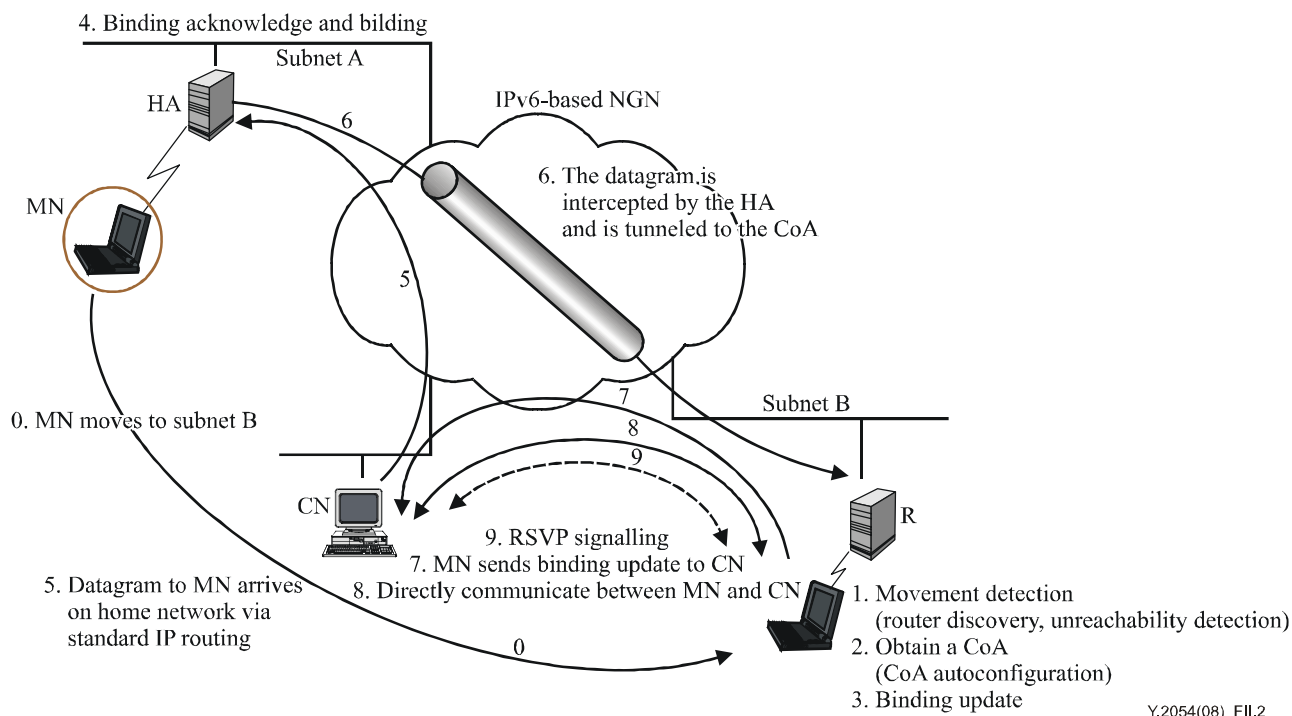 4. Binding acknowledge and bilding
Subnet A
HA
IPv6-based NGN
6
6. The datagram is
intercepted by the HA
and is tunneled to the CoA
MN
5
0. MN moves to subnet B
7
Subnet B
8
9
CN
R
9. RSVP signalling
7. MN sends binding update to CN
8. Directly communicate between MN and CN
5. Datagram to MN arrives
on home network via
standard IP routing
0
1. Movement detection
(router discovery, unreachability detection)
2. Obtain a CoA
(CoA autoconfiguration)
3. Binding update
Y.2054(08)_FII.2